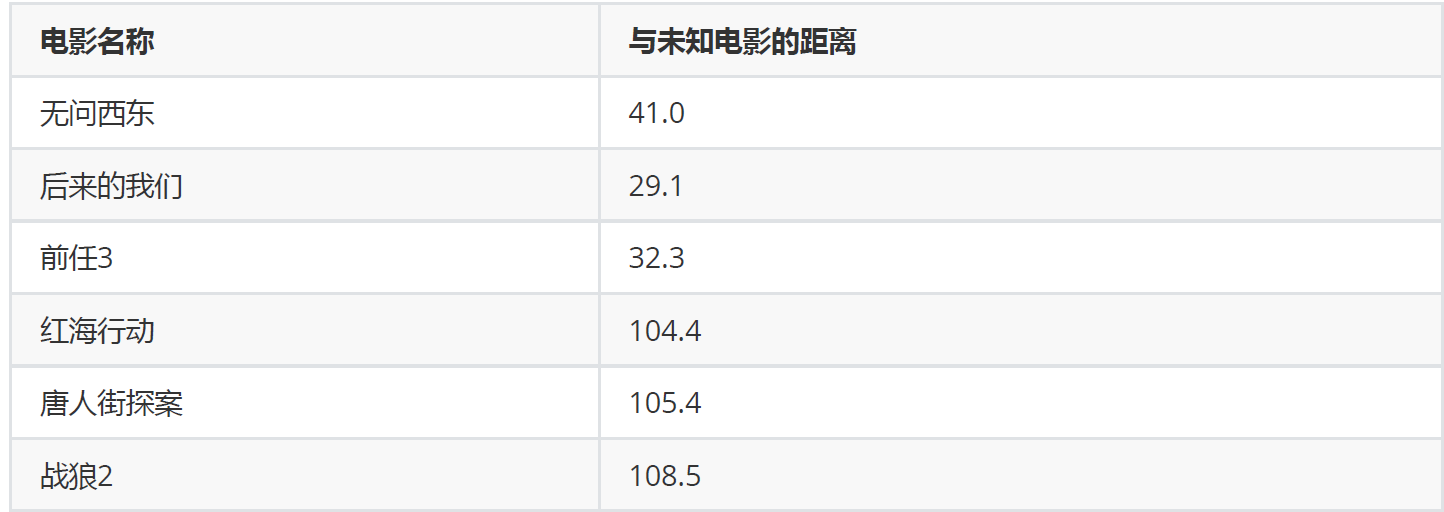 电影名称 与未知电影的距离
无问西东 41.0
后来的我们 29.1
前任3 32.3
红海行动 104.4
唐人街探案 105.4
战狼2 108.5